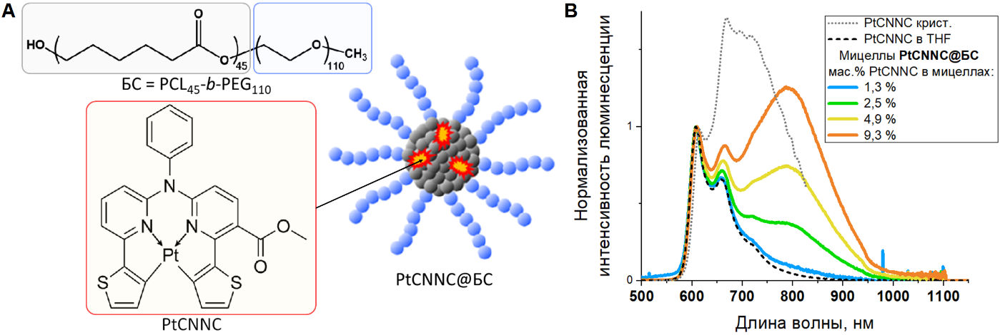 A
HO
O
O
45
O
CH3
110
БС = PCL45-b-PEG110
N
N
N
O
O
Pt
S
S
PtCNNC
PtCNNC@БС
B
Нормализованная
интенсивность люминесценции
1
0
500
600
700
800
900
1000
1100
Длина волны, нм
PtCNNC крист.
PtCNNC в THF
Мицеллы PtCNNC@БС
мас.% PtCNNC в мицеллах:
1,3 %
2,5 %
4,9 %
9,3 %